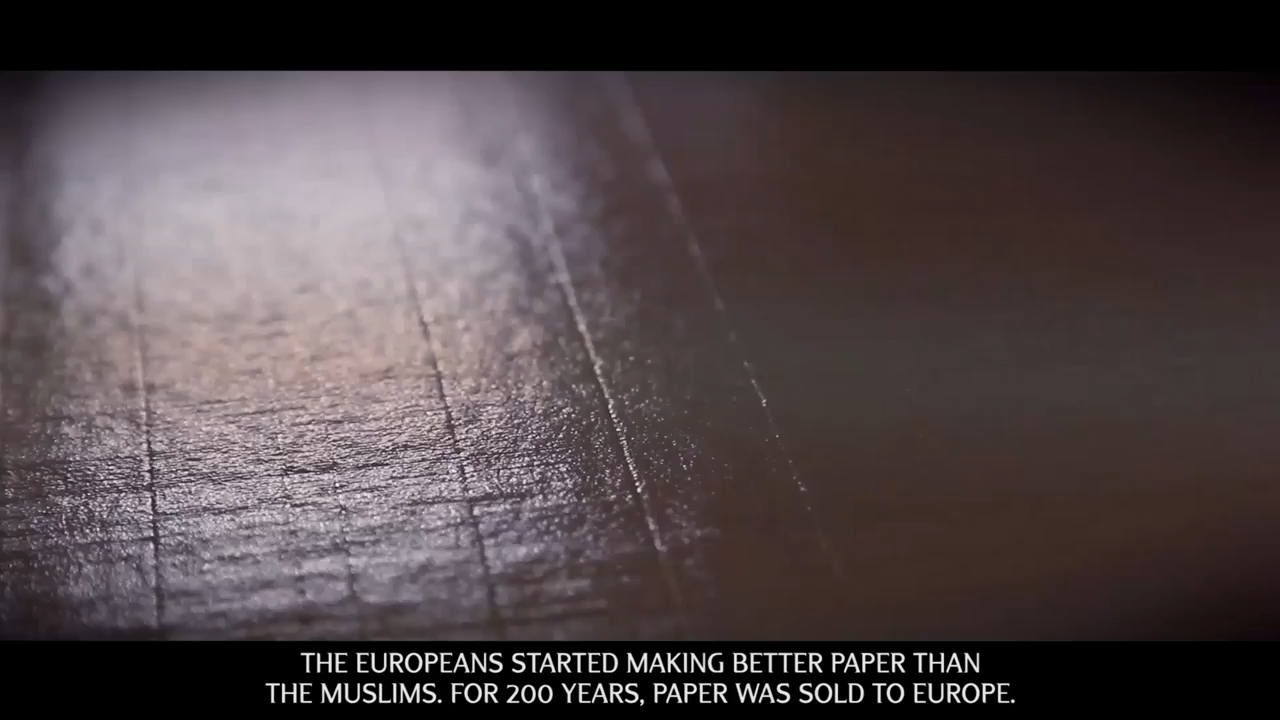 THE EUROPEANS STARTED MAKING BETTER PAPER THAN
THE MUSLIMS. FOR 200 YEARS, PAPER WAS SOLD TO EUROPE.